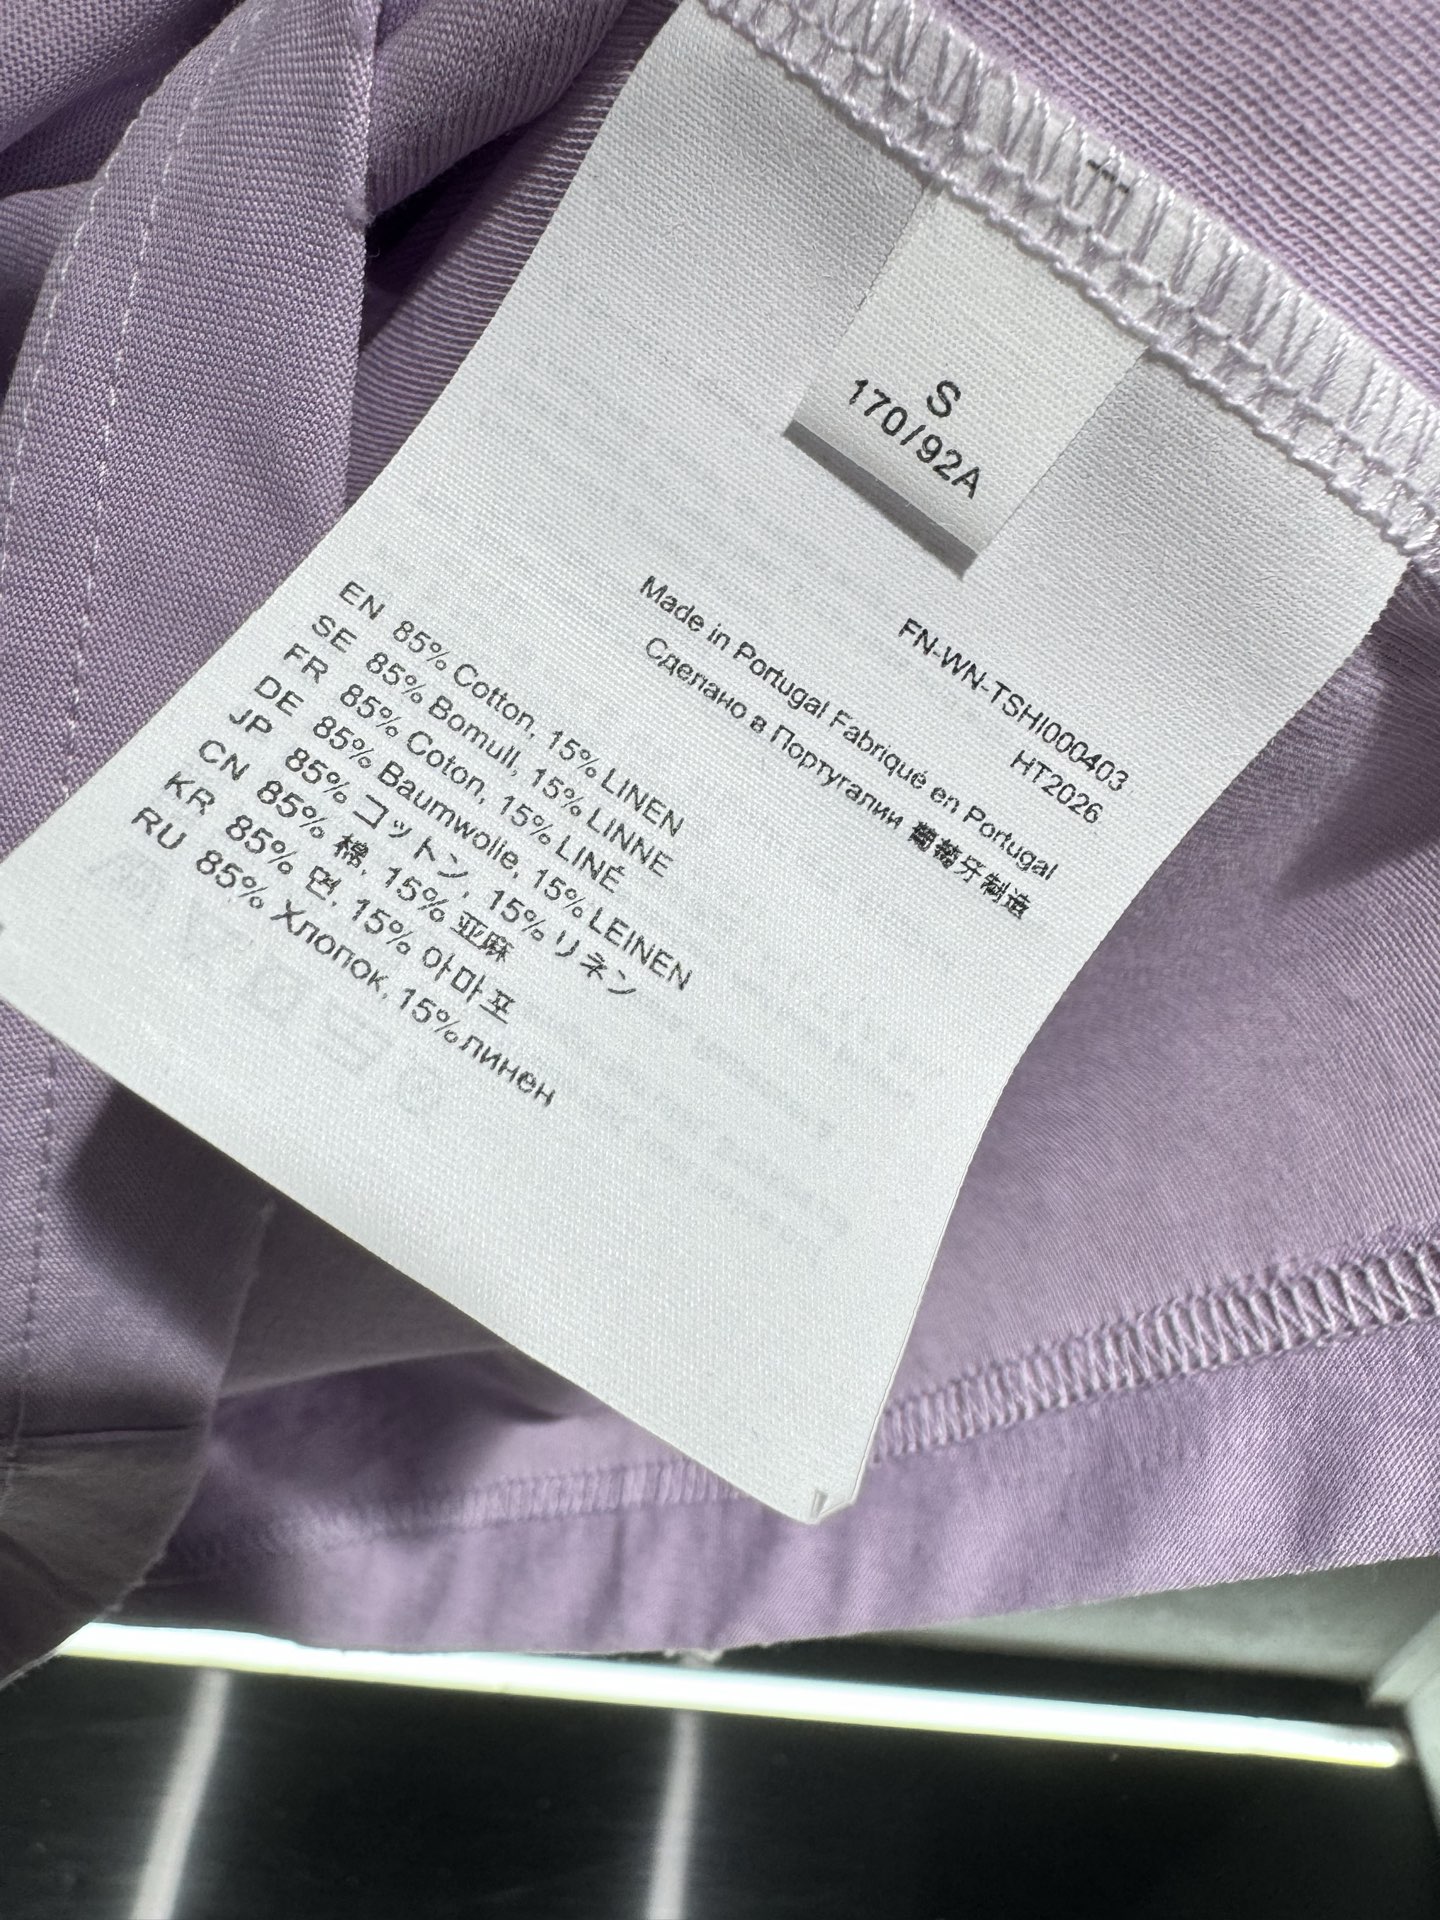 S
170/92A
FN-WN-TSHI000403
HT2026
Made in Portugal Fabriqué en Portugal
Сделано в Португалии 葡萄牙制造
EN 85% Cotton, 15% LINEN
SE 85% Bomull, 15% LINNE
FR 85% Coton, 15% LINÉ
DE 85% Baumwolle, 15% LEINEN
JP 85% コットン, 15% リネン
CN 85% 棉, 15% 亚麻
KR 85% 면, 15% 아마포
RU 85% Хлопок, 15% линен